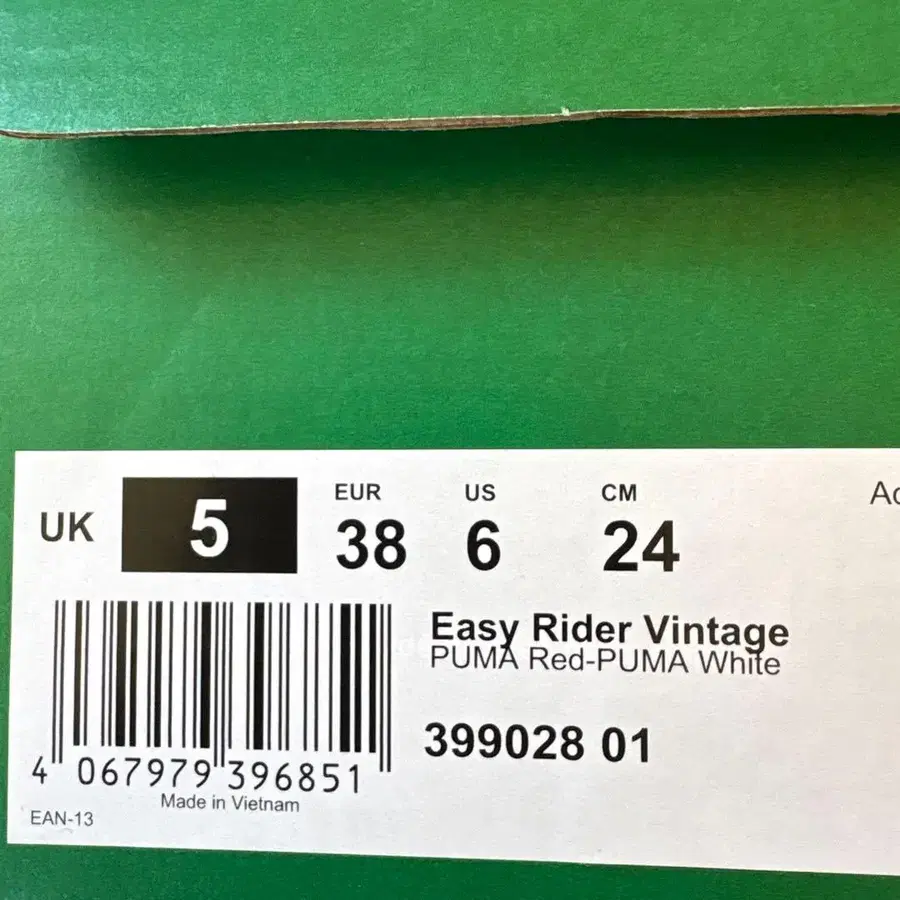 UK 5
EUR 38
US 6
CM 24
Easy Rider Vintage
PUMA Red-PUMA White
399028 01
4 067979 396851
Made in Vietnam
EAN-13